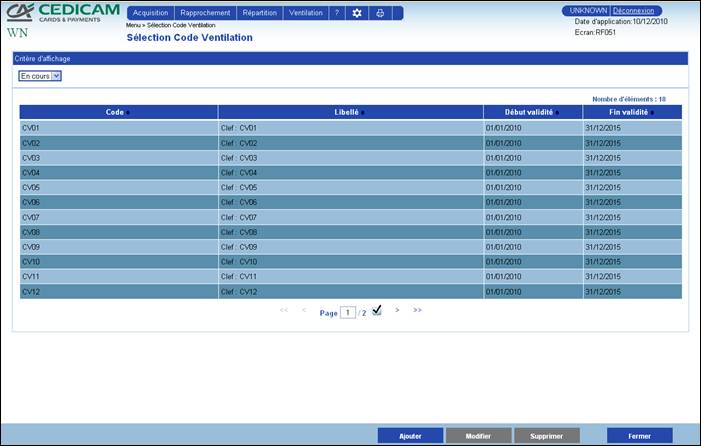 CA CEDICAM
CARDS & PAYMENTS
WN
Acquisition Rapprochement Répartition Ventilation ?
UNKNOWN Déconnexion
Menu > Sélection Code Ventilation
Date d'application:10/12/2010
Ecran:RF051
Sélection Code Ventilation
Critère d'affichage
En cours
Nombre d'éléments : 18
Code Libellé Début validité Fin validité
CV01 Clef : CV01 01/01/2010 31/12/2015
CV02 Clef : CV02 01/01/2010 31/12/2015
CV03 Clef : CV03 01/01/2010 31/12/2015
CV04 Clef : CV04 01/01/2010 31/12/2015
CV05 Clef : CV05 01/01/2010 31/12/2015
CV06 Clef : CV06 01/01/2010 31/12/2015
CV07 Clef : CV07 01/01/2010 31/12/2015
CV08 Clef : CV08 01/01/2010 31/12/2015
CV09 Clef : CV09 01/01/2010 31/12/2015
CV10 Clef : CV10 01/01/2010 31/12/2015
CV11 Clef : CV11 01/01/2010 31/12/2015
CV12 Clef : CV12 01/01/2010 31/12/2015
<< < Page 1 / 2 > >>
Ajouter Modifier Supprimer Fermer